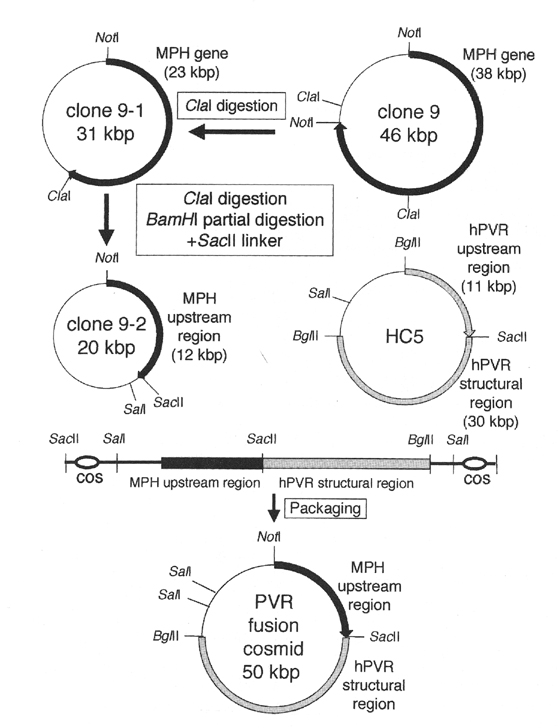 NotI
MPH gene
(23 kbp)
clone 9-1
31 kbp
ClaI
ClaI digestion
NotI
MPH gene
(38 kbp)
ClaI
NotI
clone 9
46 kbp
ClaI
ClaI digestion
BamHI partial digestion
+SacII linker
NotI
clone 9-2
20 kbp
MPH
upstream
region
(12 kbp)
SacII
SalI
BglII
hPVR
upstream
region
(11 kbp)
SalI
BglII
HC5
SacII
hPVR
structural
region
(30 kbp)
SacII
SalI
SacII
BglII
SalI
COS
MPH upstream region
hPVR structural region
COS
Packaging
NotI
SalI
SalI
MPH
upstream
region
PVR
fusion
cosmid
50 kbp
BglII
SacII
hPVR
structural
region